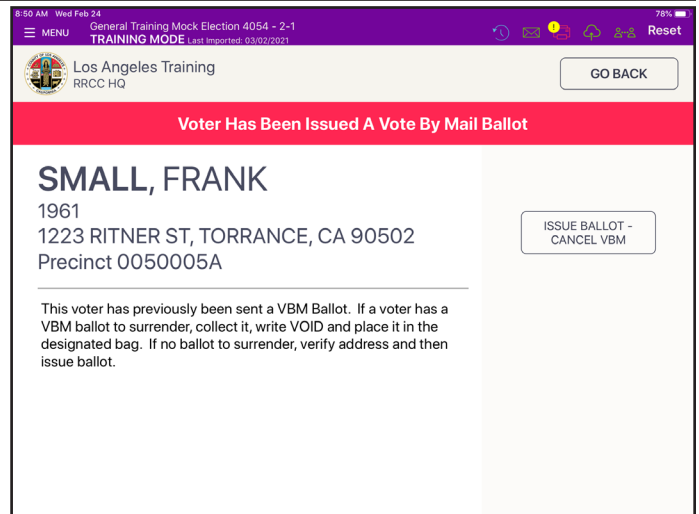 8:50 AM Wed Feb 24
78%
MENU
General Training Mock Election 4054 - 2-1
TRAINING MODE Last Imported: 03/02/2021
Reset
Los Angeles Training
RRCC HQ
GO BACK
Voter Has Been Issued A Vote By Mail Ballot
SMALL, FRANK
1961
1223 RITNER ST, TORRANCE, CA 90502
Precinct 0050005A
ISSUE BALLOT -
CANCEL VBM
This voter has previously been sent a VBM Ballot. If a voter has a
VBM ballot to surrender, collect it, write VOID and place it in the
designated bag. If no ballot to surrender, verify address and then
issue ballot.